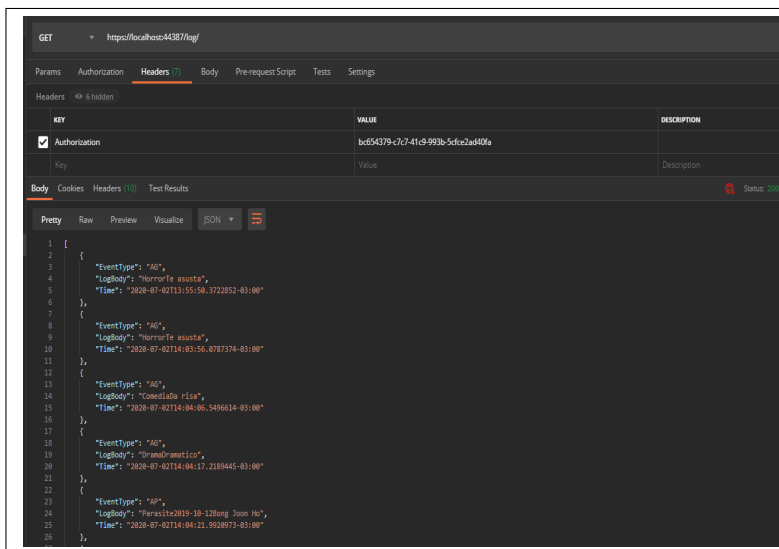 GET https://localhost:44387/log/
Params Authorization Headers (7) Body Pre-request Script Tests Settings
Headers 6 hidden
KEY VALUE DESCRIPTION
Authorization bc654379-c7c7-41c9-993b-5cfce2ad40fa
Key Value Description
Body Cookies Headers (10) Test Results Status: 200
Pretty Raw Preview Visualize JSON
1 [
2 {
3 "EventType": "AG",
4 "LogBody": "HorrorTe asusta",
5 "Time": "2020-07-02T13:55:50.3722852-03:00"
6 },
7 {
8 "EventType": "AG",
9 "LogBody": "HorrorTe asusta",
10 "Time": "2020-07-02T14:03:56.0787374-03:00"
11 },
12 {
13 "EventType": "AG",
14 "LogBody": "ComediaDa risa",
15 "Time": "2020-07-02T14:04:06.5496614-03:00"
16 },
17 {
18 "EventType": "AG",
19 "LogBody": "DramaDramatico",
20 "Time": "2020-07-02T14:04:17.2189445-03:00"
21 },
22 {
23 "EventType": "AP",
24 "LogBody": "Parasite2019-10-12Bong Joon Ho",
25 "Time": "2020-07-02T14:04:21.9920973-03:00"
26 },